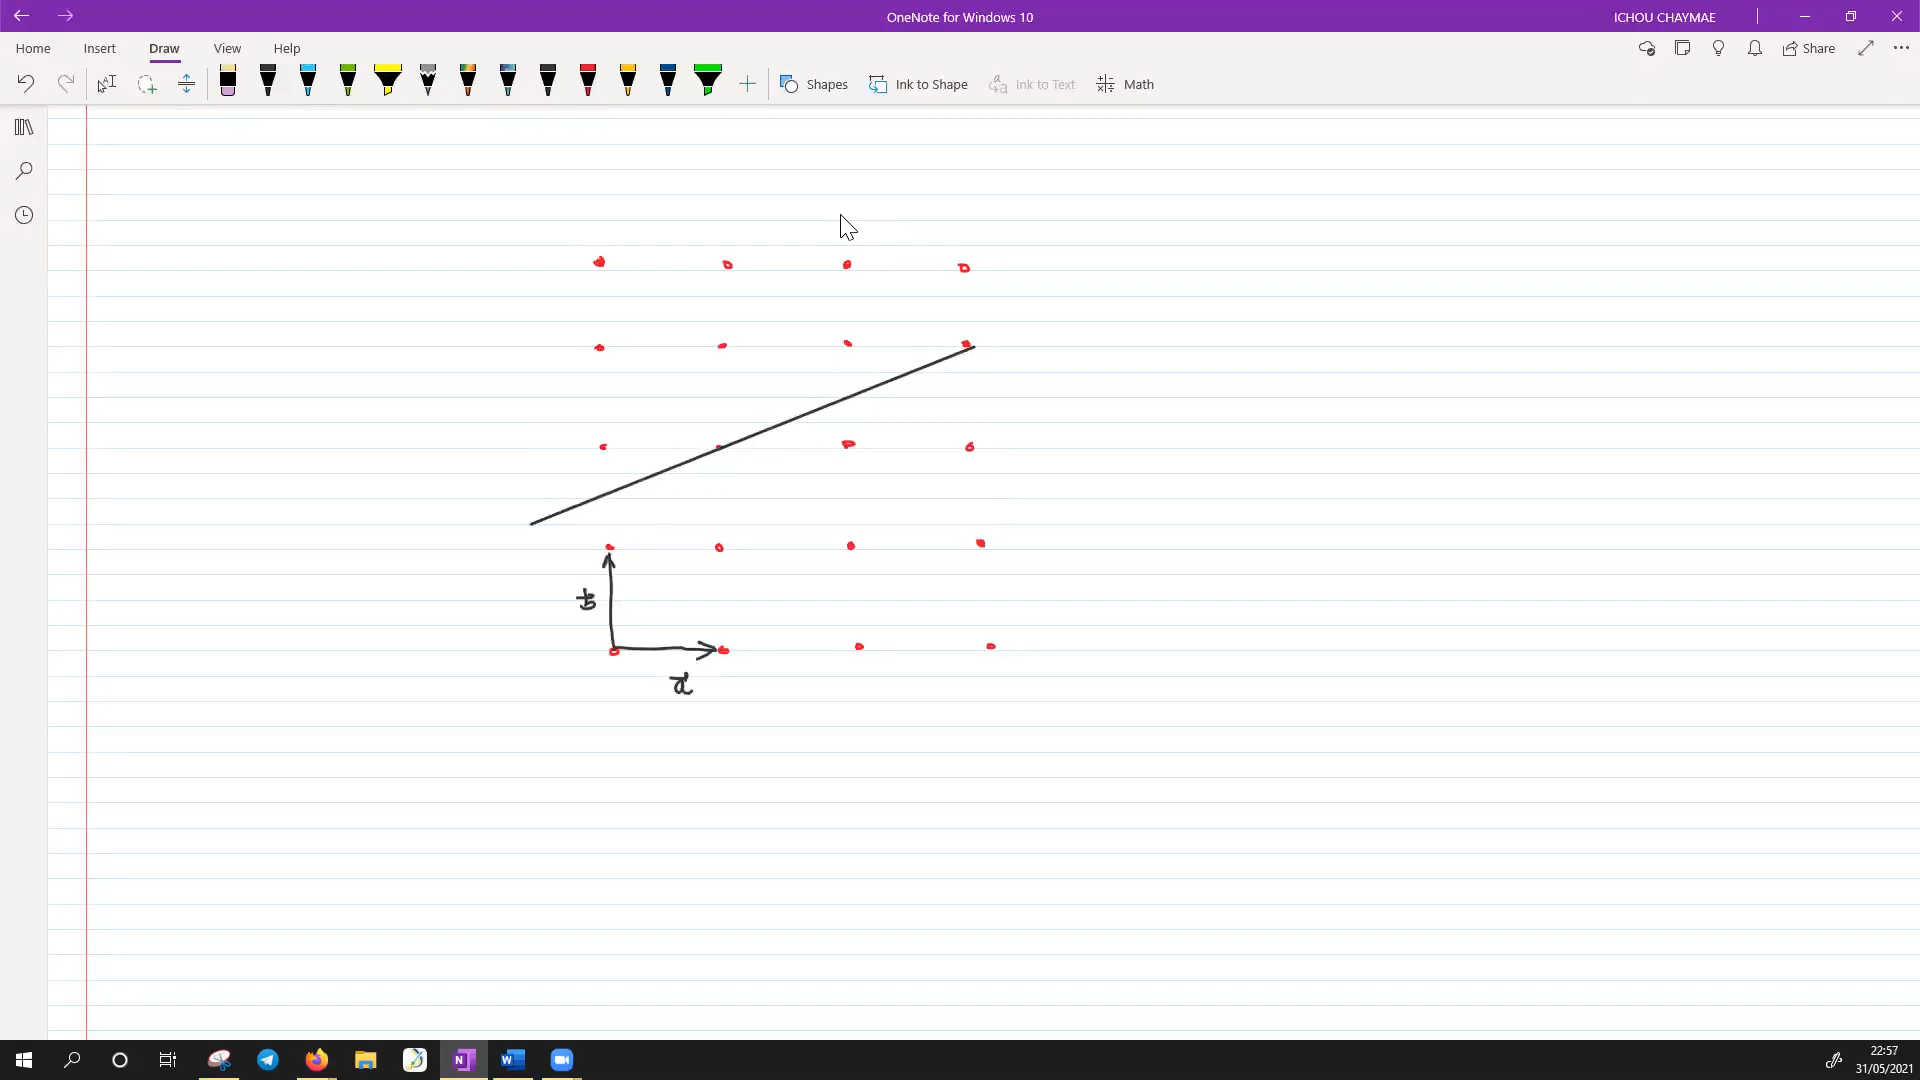 OneNote for Windows 10
ICHOU CHAYMAE
Home Insert Draw View Help
Share
Shapes
Ink to Shape
Ink to Text
Math
22:57
31/05/2021